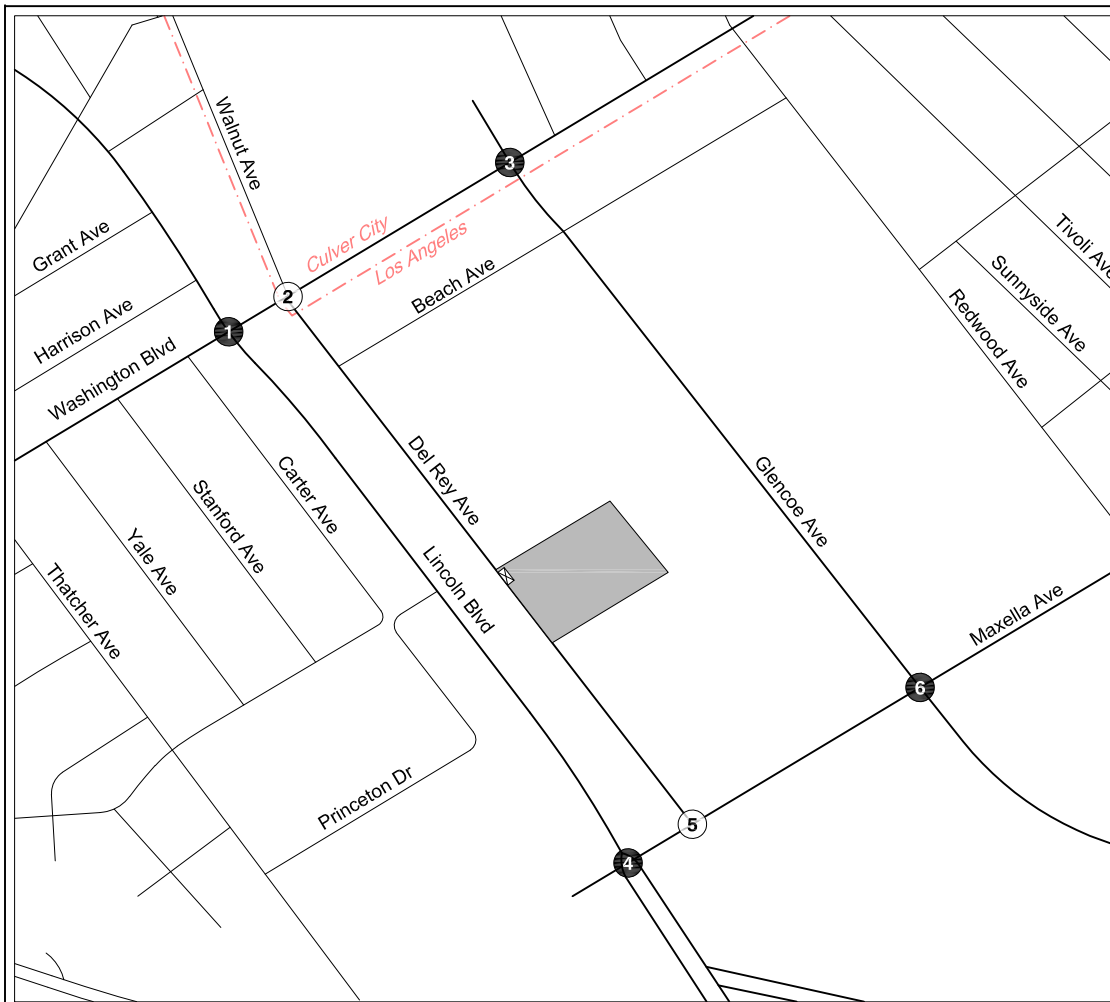 Walnut Ave
3
Grant Ave
Culver City
Los Angeles
Beach Ave
Tivoli Ave
Sunnyside Ave
Redwood Ave
2
1
Harrison Ave
Washington Blvd
Del Rey Ave
Carter Ave
Stanford Ave
Yale Ave
Glencoe Ave
Thatcher Ave
Lincoln Blvd
Maxella Ave
6
Princeton Dr
5
4